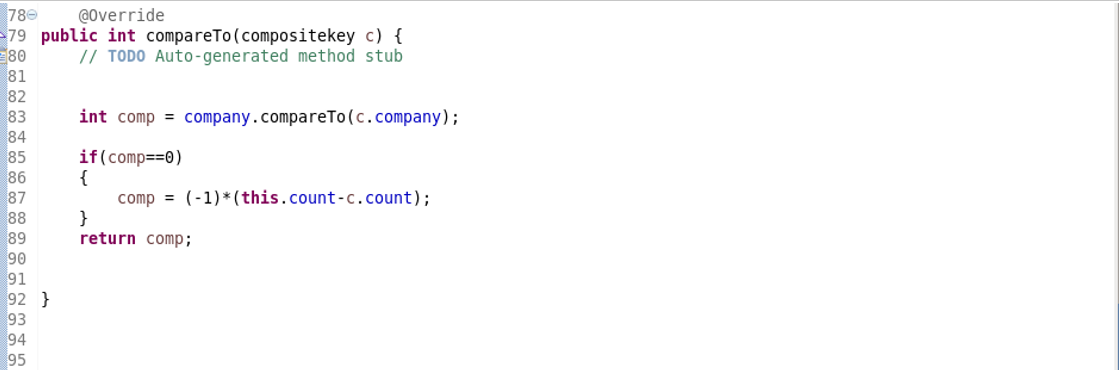 78 @Override
79 public int compareTo(compositekey c) {
80 // TODO Auto-generated method stub
81
82
83 int comp = company.compareTo(c.company);
84
85 if(comp==0)
86 {
87 comp = (-1)*(this.count-c.count);
88 }
89 return comp;
90
91
92 }
93
94
95